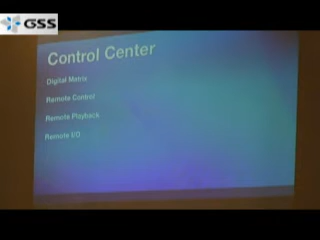 GSS
Control Center
Digital Matrix
Remote Control
Remote Playback
Remote I/O